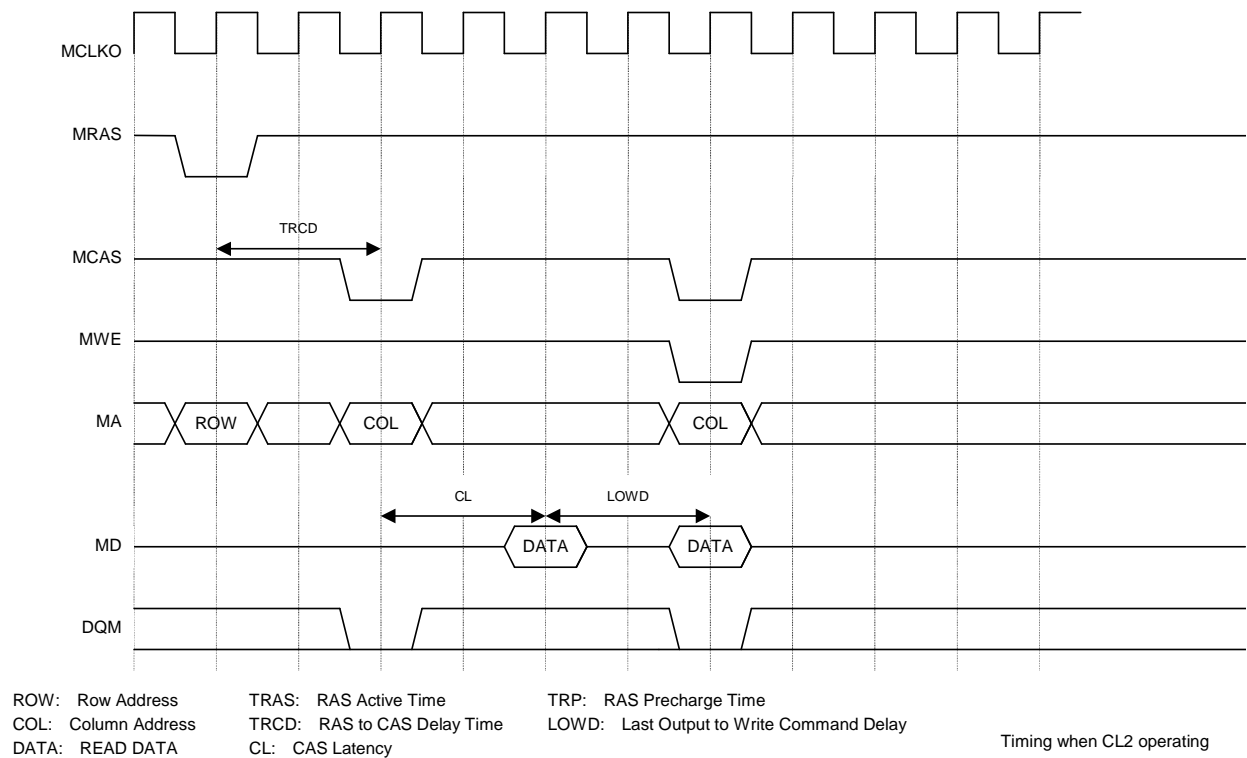 MCLKO
MRAS
TRCD
MCAS
MWE
MA
ROW
COL
COL
CL
LOWD
MD
DATA
DATA
DQM
ROW: Row Address TRAS: RAS Active Time TRP: RAS Precharge Time
COL: Column Address TRCD: RAS to CAS Delay Time LOWD: Last Output to Write Command Delay
DATA: READ DATA CL: CAS Latency
Timing when CL2 operating